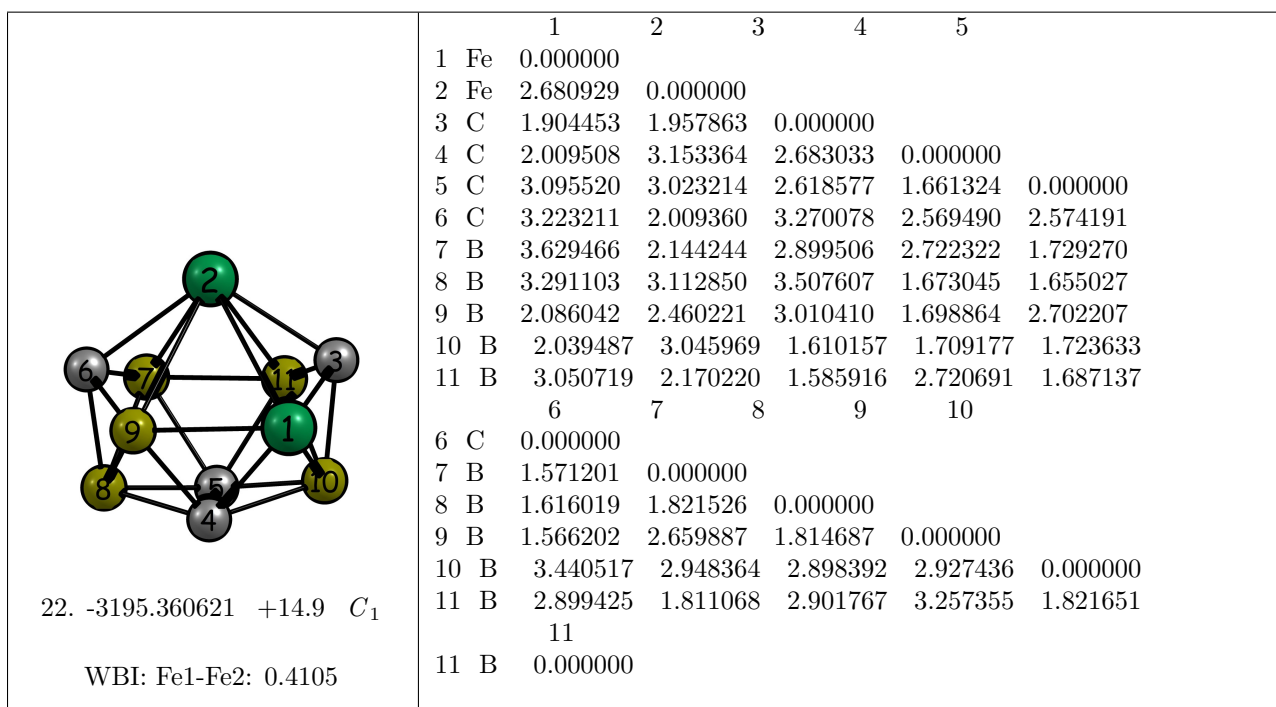 2
3
6
7
11
9
1
8
5
10
4
22. -3195.360621 +14.9 C1
WBI: Fe1-Fe2: 0.4105
1 2 3 4 5
1 Fe 0.000000
2 Fe 2.680929 0.000000
3 C 1.904453 1.957863 0.000000
4 C 2.009508 3.153364 2.683033 0.000000
5 C 3.095520 3.023214 2.618577 1.661324 0.000000
6 C 3.223211 2.009360 3.270078 2.569490 2.574191
7 B 3.629466 2.144244 2.899506 2.722322 1.729270
8 B 3.291103 3.112850 3.507607 1.673045 1.655027
9 B 2.086042 2.460221 3.010410 1.698864 2.702207
10 B 2.039487 3.045969 1.610157 1.709177 1.723633
11 B 3.050719 2.170220 1.585916 2.720691 1.687137
6 7 8 9 10
6 C 0.000000
7 B 1.571201 0.000000
8 B 1.616019 1.821526 0.000000
9 B 1.566202 2.659887 1.814687 0.000000
10 B 3.440517 2.948364 2.898392 2.927436 0.000000
11 B 2.899425 1.811068 2.901767 3.257355 1.821651
11
11 B 0.000000